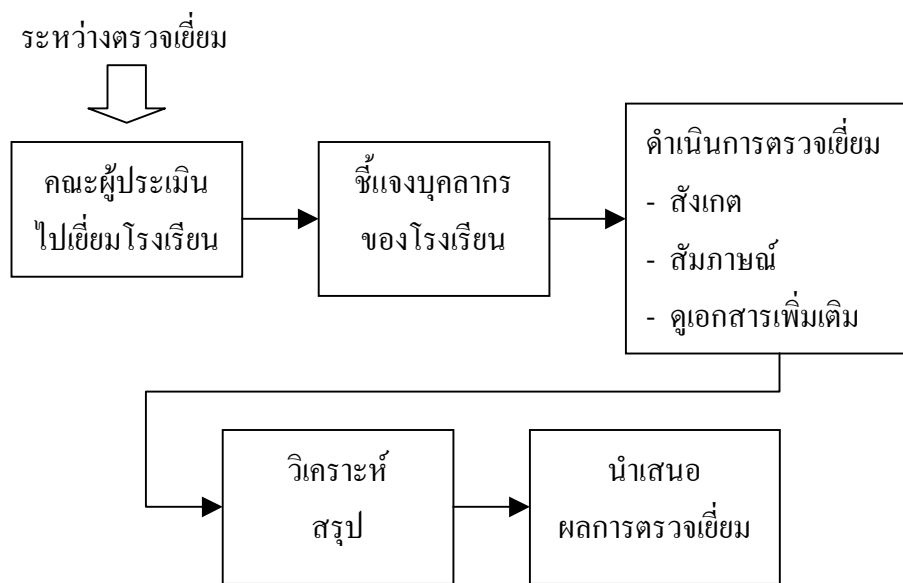 ระหว่างตรวจเยี่ยม
คณะผู้ประเมิน
ไปเยี่ยมโรงเรียน
ชี้แจงบุคลากร
ของโรงเรียน
ดำเนินการตรวจเยี่ยม
- สังเกต
- สัมภาษณ์
- ดูเอกสารเพิ่มเติม
วิเคราะห์
สรุป
นำเสนอ
ผลการตรวจเยี่ยม